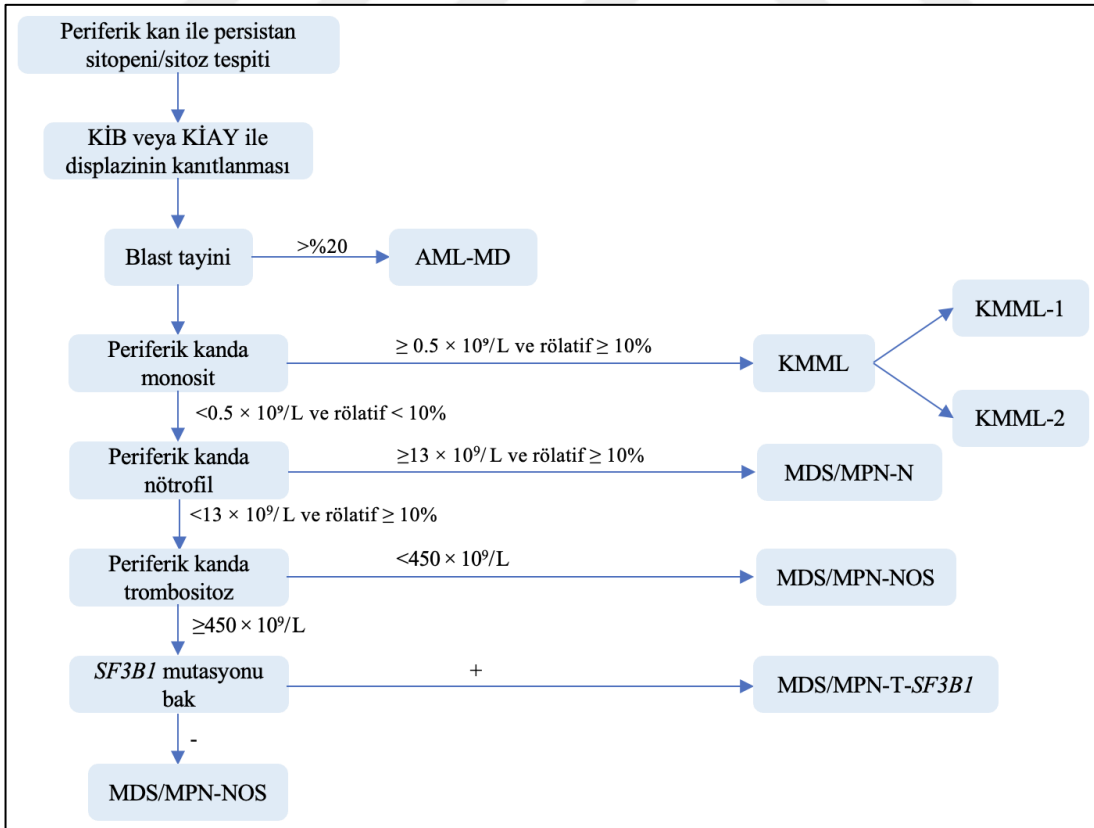 Periferik kan ile persistan
sitopeni/sitoz tespiti
KİB veya KİAY ile
displazinin kanıtlanması
Blast tayini
>%20
AML-MD
Periferik kanda
monosit
≥ 0.5 × 10⁹/L ve rölatif ≥ 10%
KMML
KMML-1
KMML-2
<0.5 × 10⁹/L ve rölatif < 10%
Periferik kanda
nötrofil
≥13 × 10⁹/L ve rölatif ≥ 10%
MDS/MPN-N
<13 × 10⁹/L ve rölatif ≥ 10%
Periferik kanda
trombositoz
<450 × 10⁹/L
MDS/MPN-NOS
≥450 × 10⁹/L
SF3B1 mutasyonu
bak
+
MDS/MPN-T-SF3B1
-
MDS/MPN-NOS